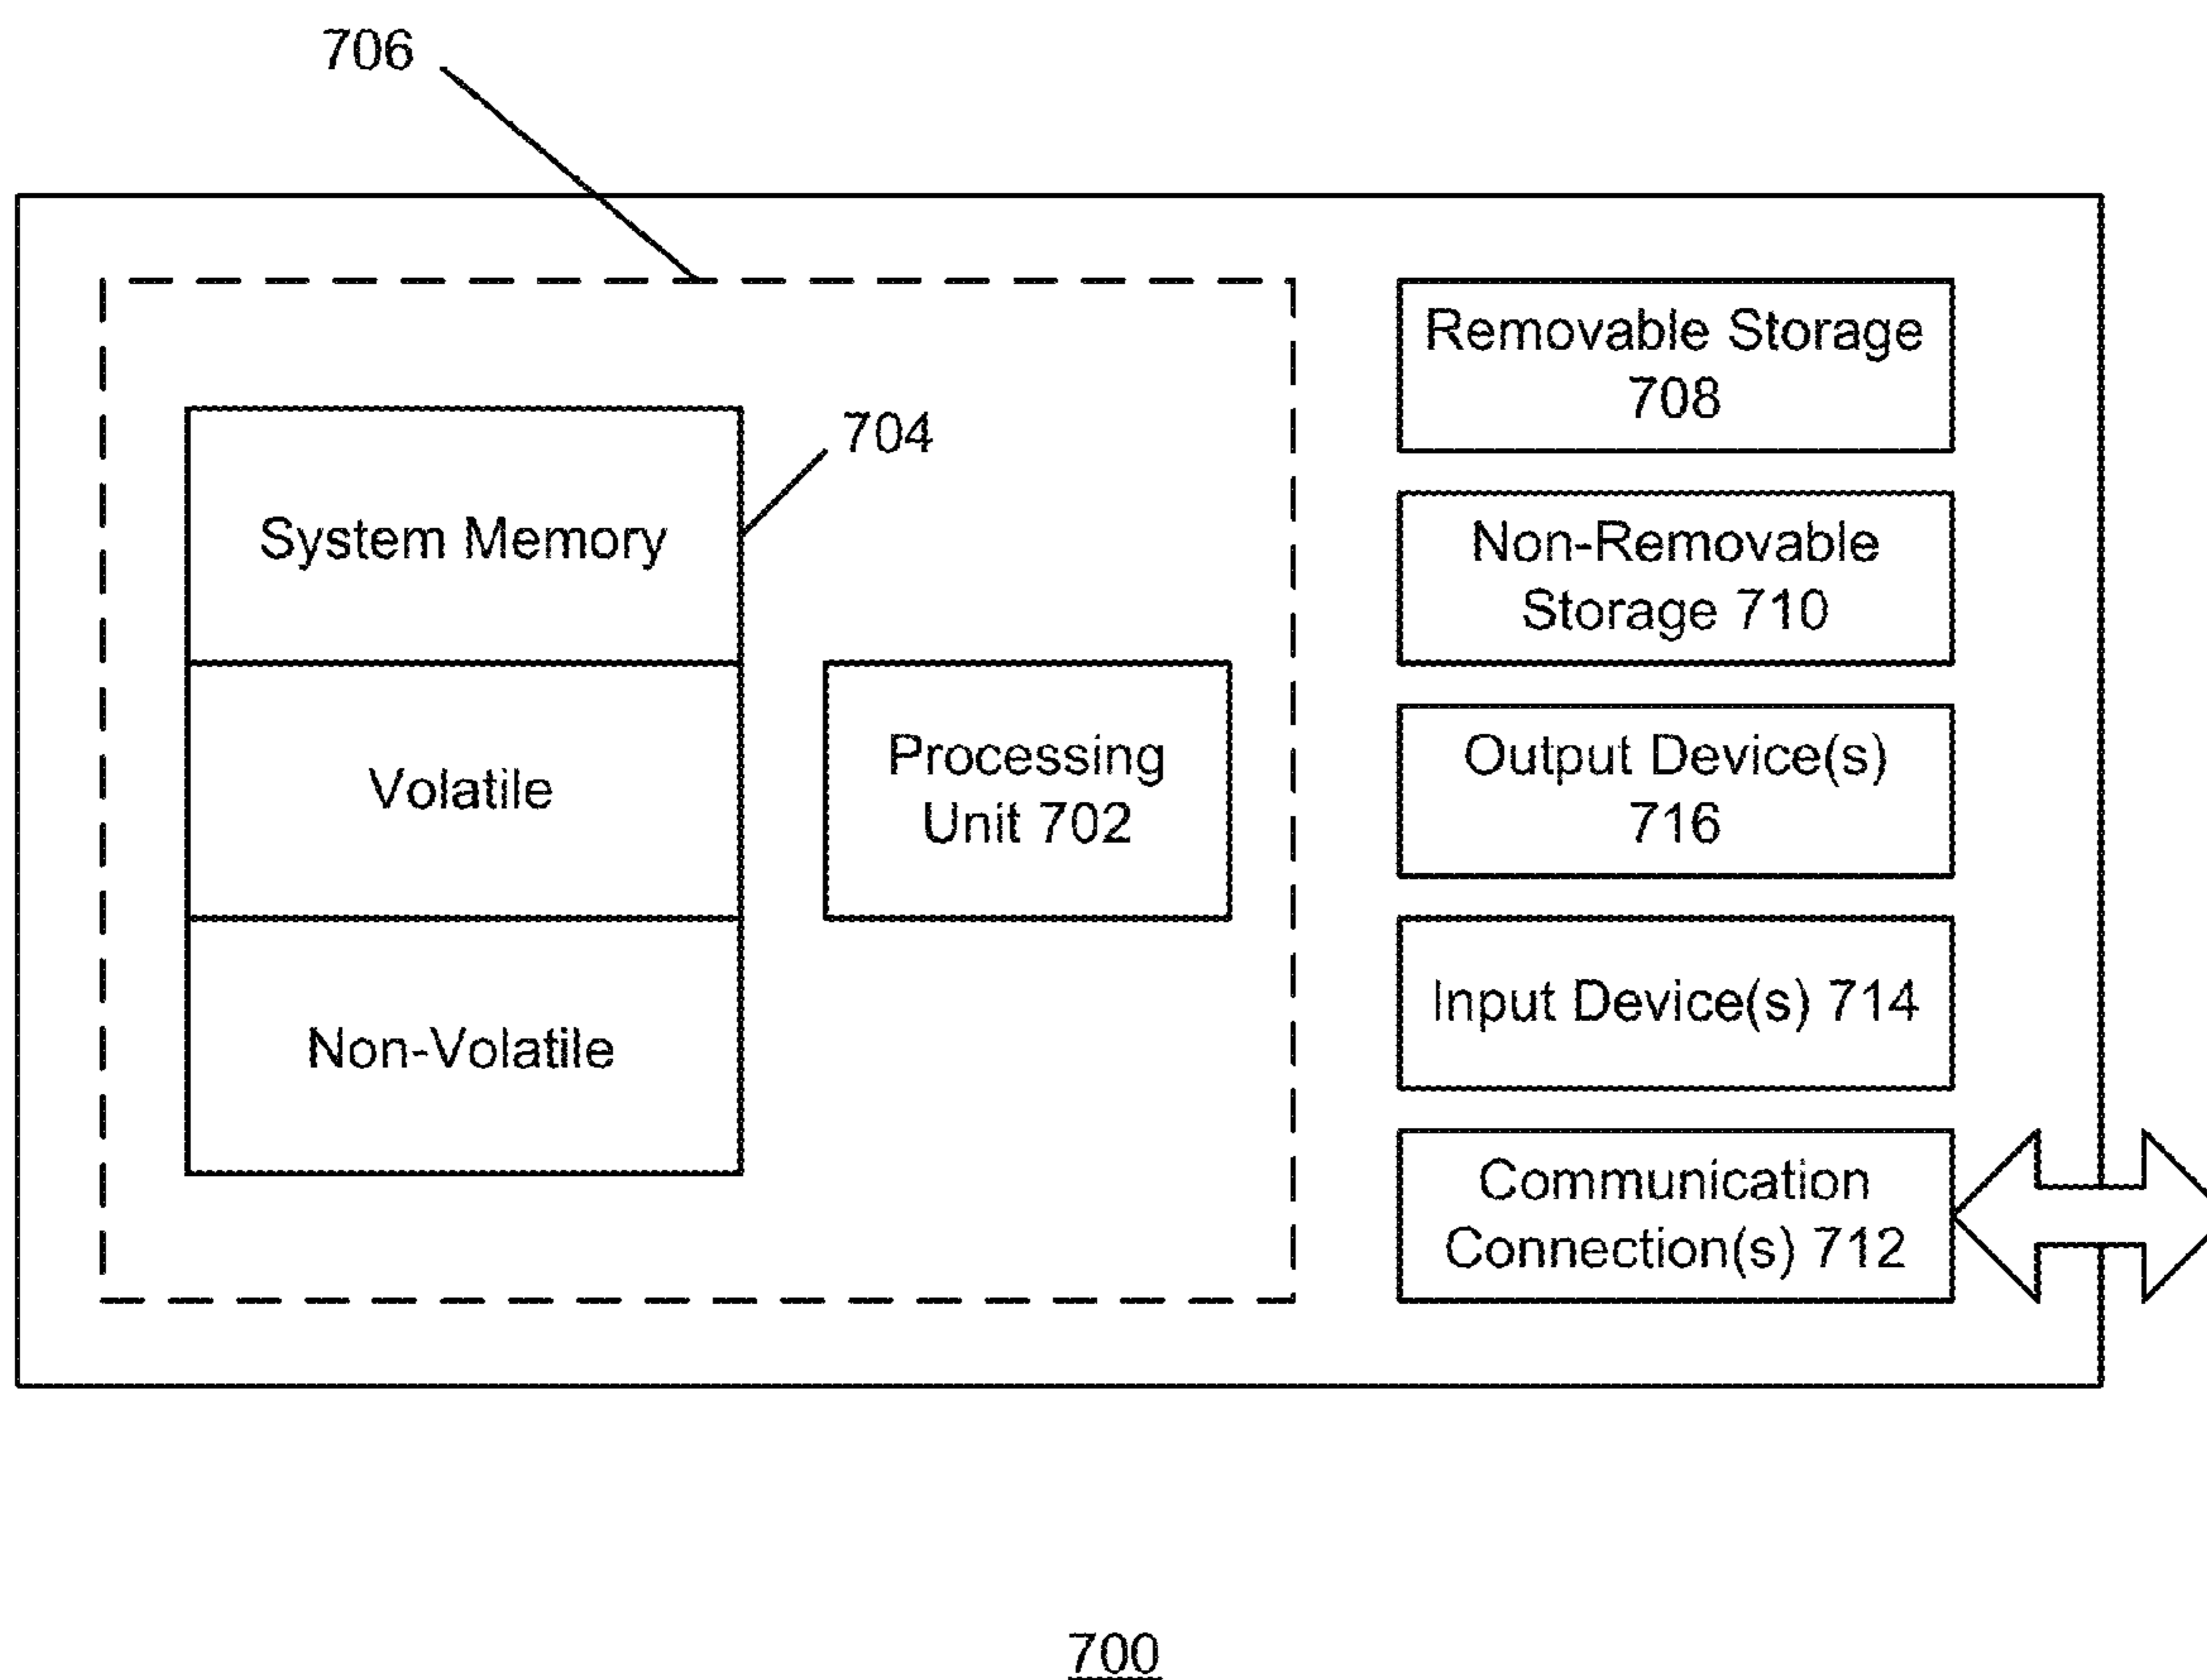 706
704
System Memory
Volatile
Non-Volatile
Processing
Unit 702
Removable Storage
708
Non-Removable
Storage 710
Output Device(s)
716
Input Device(s) 714
Communication
Connection(s) 712
700